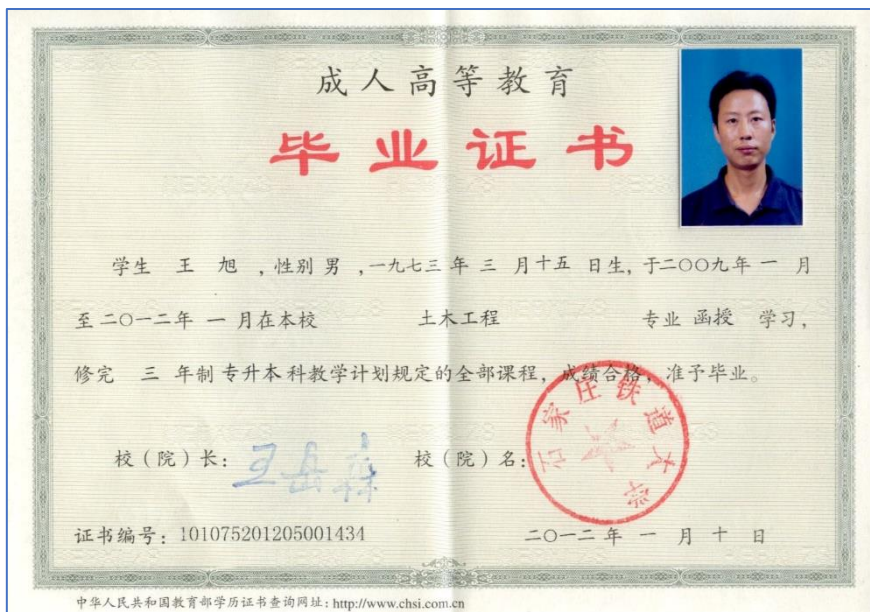 成人高等教育
毕业证书
学生 王 旭 ,性别 男 ,一九七三 年 三 月十五 日生,于二〇〇九年 一 月
至二〇一二年 一 月在本校 土木工程 专业 函授 学习,
修完 三 年制 专升本 科教学计划规定的全部课程,成绩合格,准予毕业。
校(院)长: 王岳森 校(院)名:
石家庄铁道大学
证书编号:101075201205001434 二〇一二 年 一 月 十 日
中华人民共和国教育部学历证书查询网址:http://www.chsi.com.cn